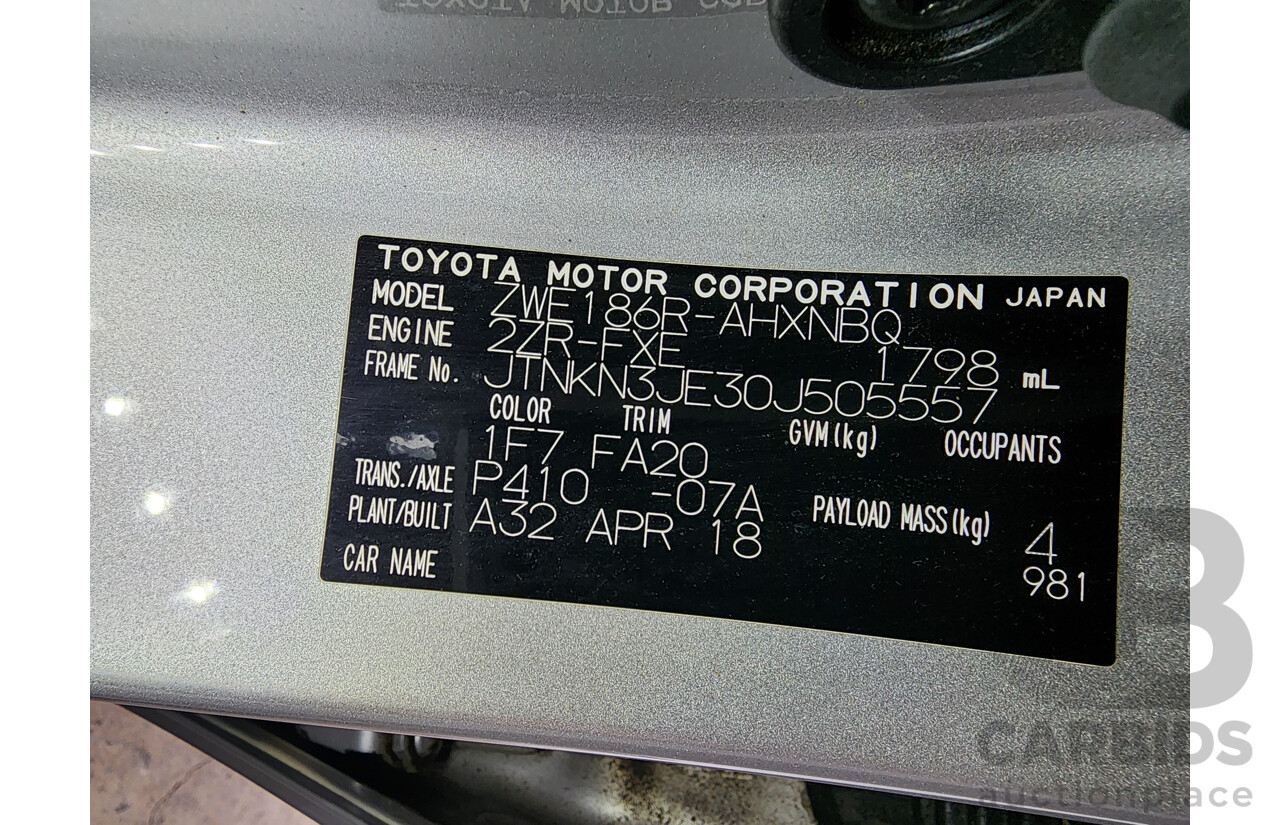 TOYOTA MOTOR CORPORATION JAPAN
MODEL ZWE186R-AHXNBQ
ENGINE 2ZR-FXE 1798 mL
FRAME No. JTNKN3JE30J505557
COLOR TRIM GVM(kg) OCCUPANTS
1F7 FA20
TRANS./AXLE P410 -07A PAYLOAD MASS(kg) 4
PLANT/BUILT A32 APR 18 981
CAR NAME
B
CARBIDS
auctionplace